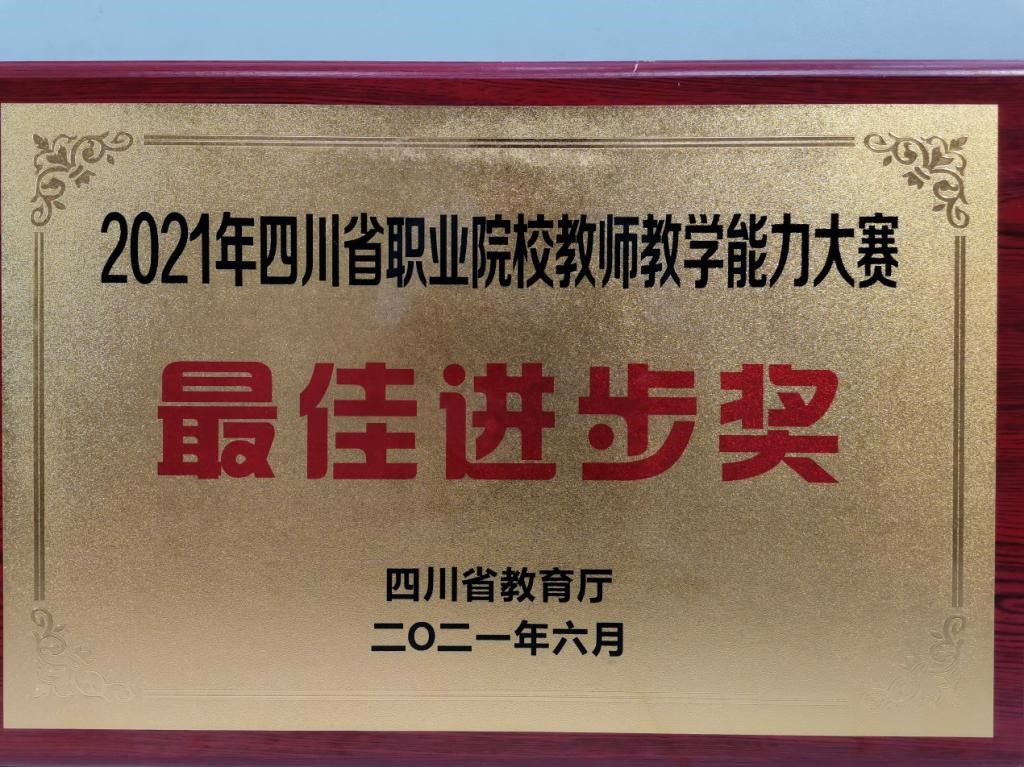 2021年四川省职业院校教师教学能力大赛
最佳进步奖
四川省教育厅
二〇二一年六月